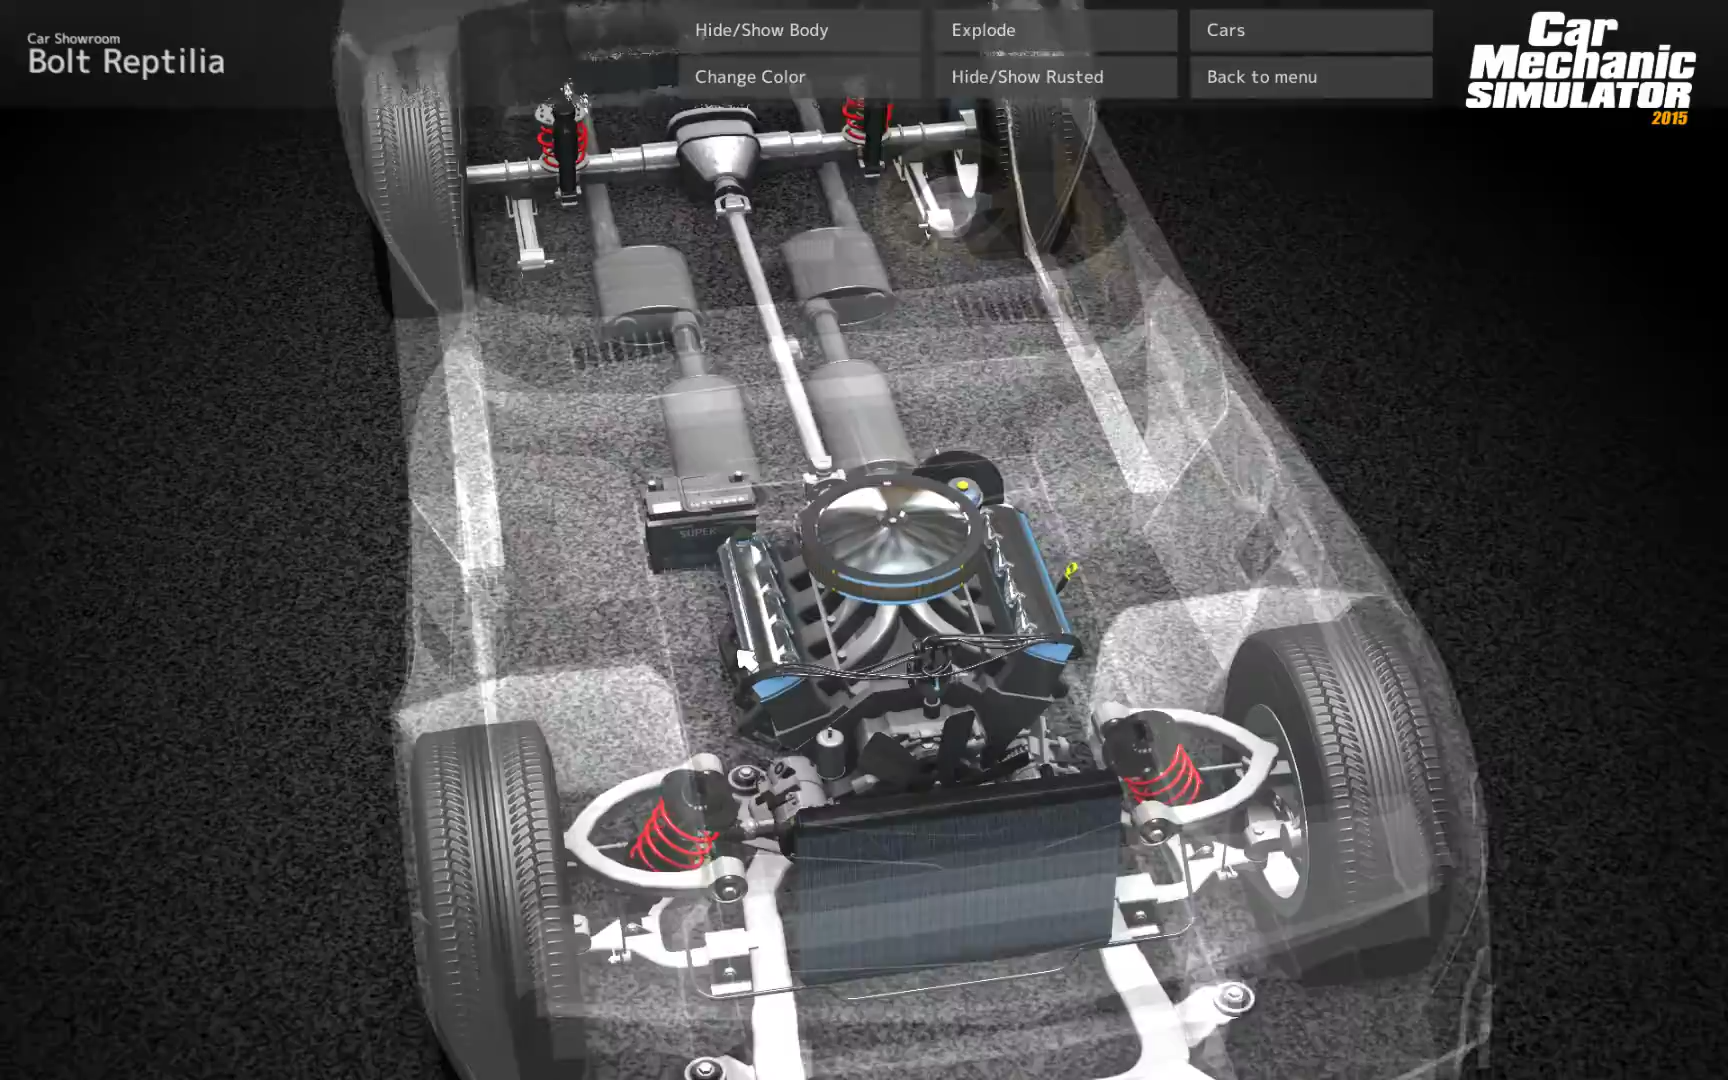 Car Showroom
Bolt Reptilia
Hide/Show Body
Explode
Cars
Change Color
Hide/Show Rusted
Back to menu
Car
Mechanic
SIMULATOR
2015
SUPER